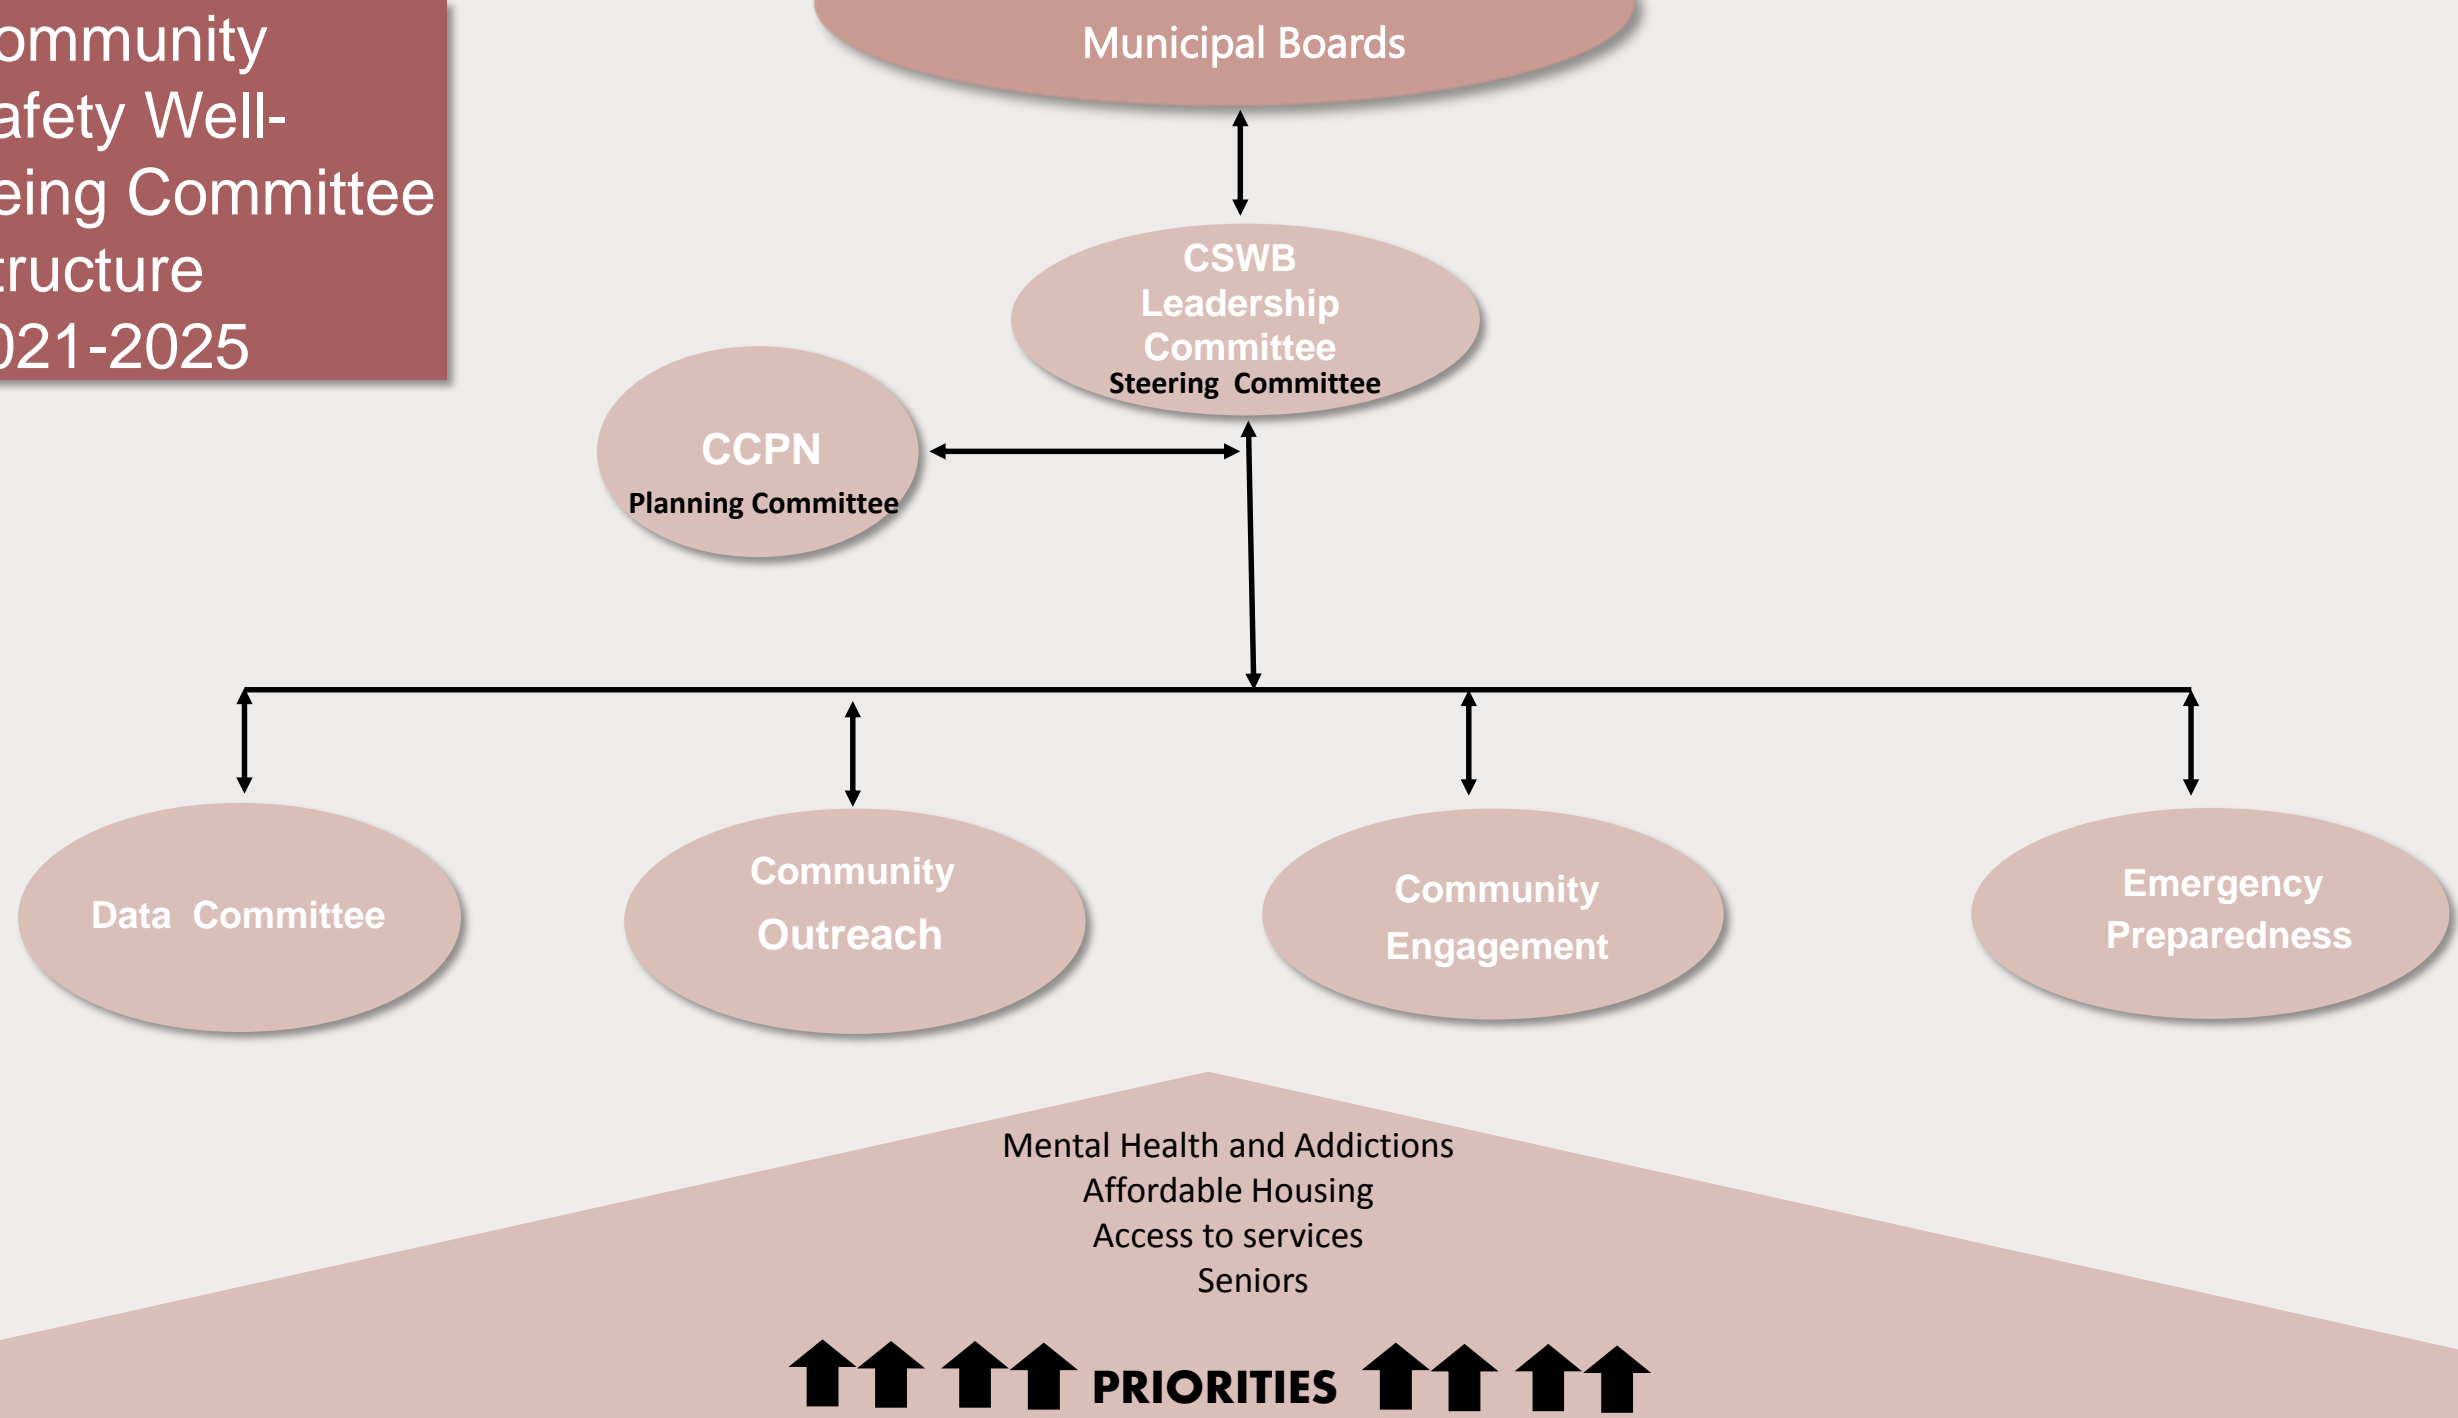 ommunity
afety Well-
eing Committee
tructure
021-2025
Municipal Boards
CSWB
Leadership
Committee
Steering Committee
CCPN
Planning Committee
Data Committee
Community
Outreach
Community
Engagement
Emergency
Preparedness
Mental Health and Addictions
Affordable Housing
Access to services
Seniors
PRIORITIES